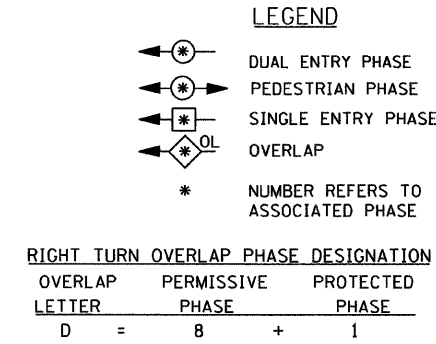 LEGEND
* DUAL ENTRY PHASE
* PEDESTRIAN PHASE
* SINGLE ENTRY PHASE
* OL OVERLAP
* NUMBER REFERS TO
ASSOCIATED PHASE
RIGHT TURN OVERLAP PHASE DESIGNATION
OVERLAP PERMISSIVE PROTECTED
LETTER PHASE PHASE
D = 8 + 1